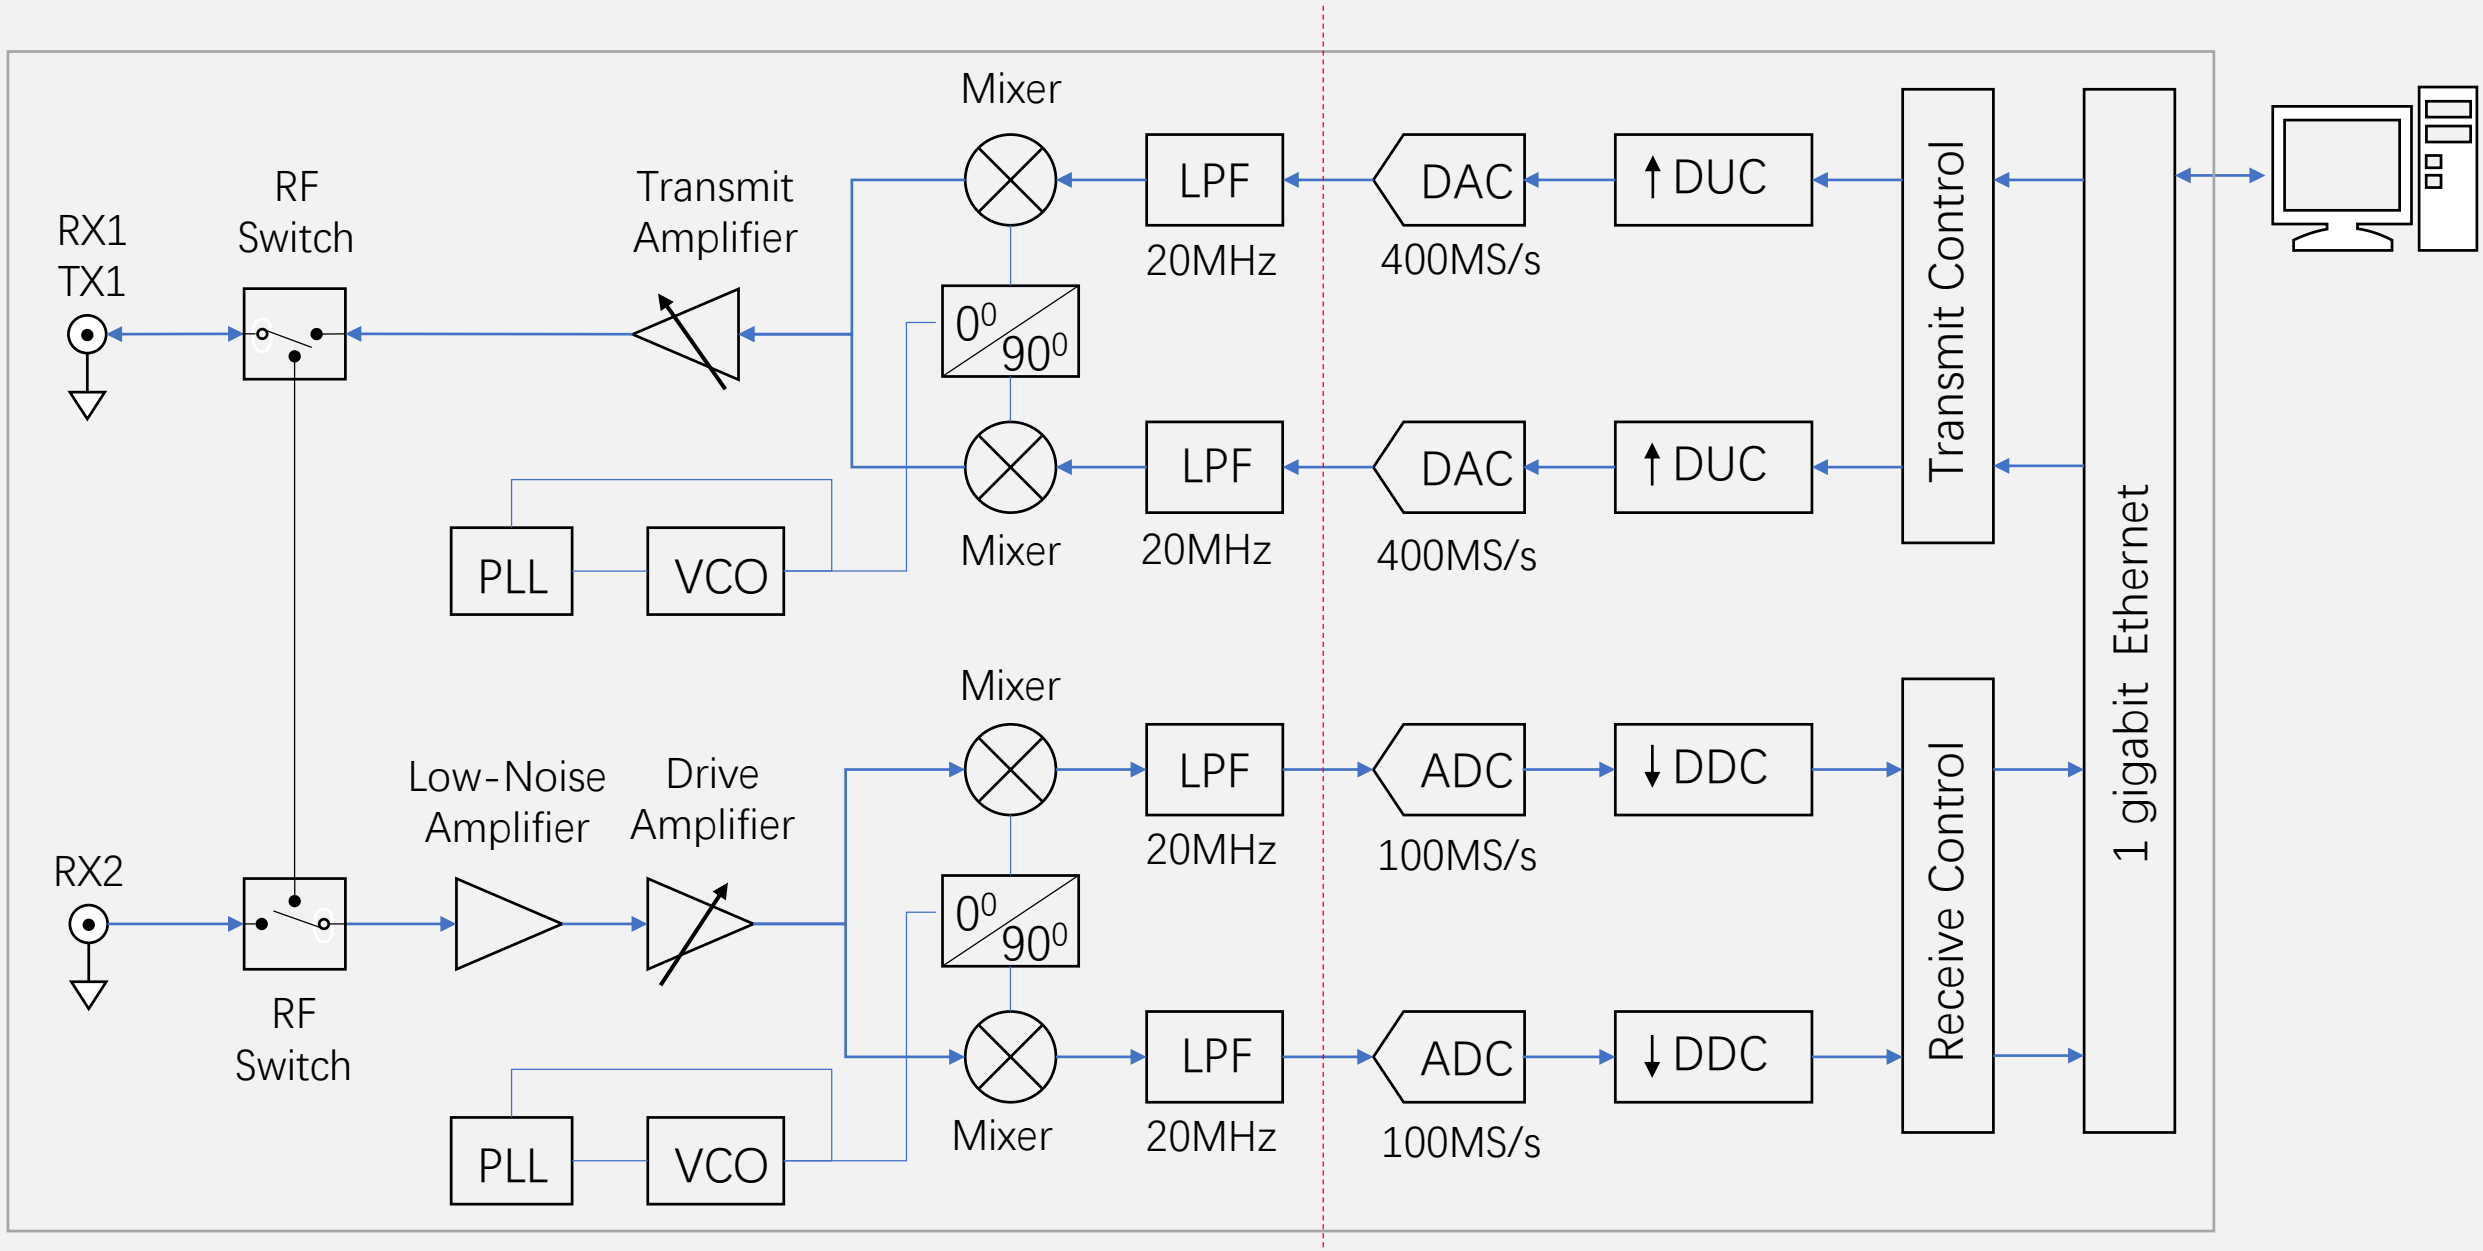 Mixer
RF
Switch
Transmit
Amplifier
RX1
TX1
LPF
20MHz
DAC
400MS/s
DUC
Transmit Control
0⁰
90⁰
LPF
20MHz
DAC
400MS/s
DUC
Mixer
PLL
VCO
1 gigabit Ethernet
Mixer
Low-Noise
Amplifier
Drive
Amplifier
RX2
LPF
20MHz
ADC
100MS/s
DDC
Receive Control
0⁰
90⁰
RF
Switch
LPF
20MHz
ADC
100MS/s
DDC
Mixer
PLL
VCO